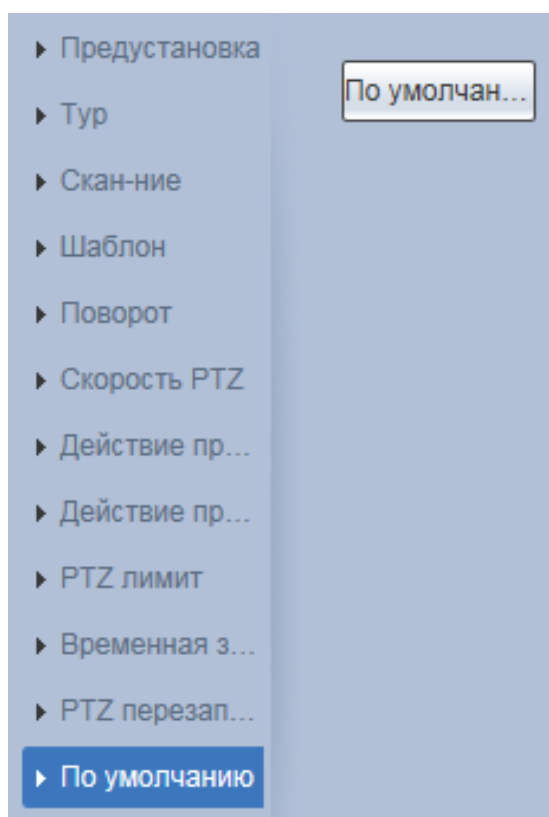 Предустановка
Тур
Скан-ние
Шаблон
Поворот
Скорость PTZ
Действие пр...
Действие пр...
PTZ лимит
Временная з...
PTZ перезап...
По умолчанию
По умолчан...